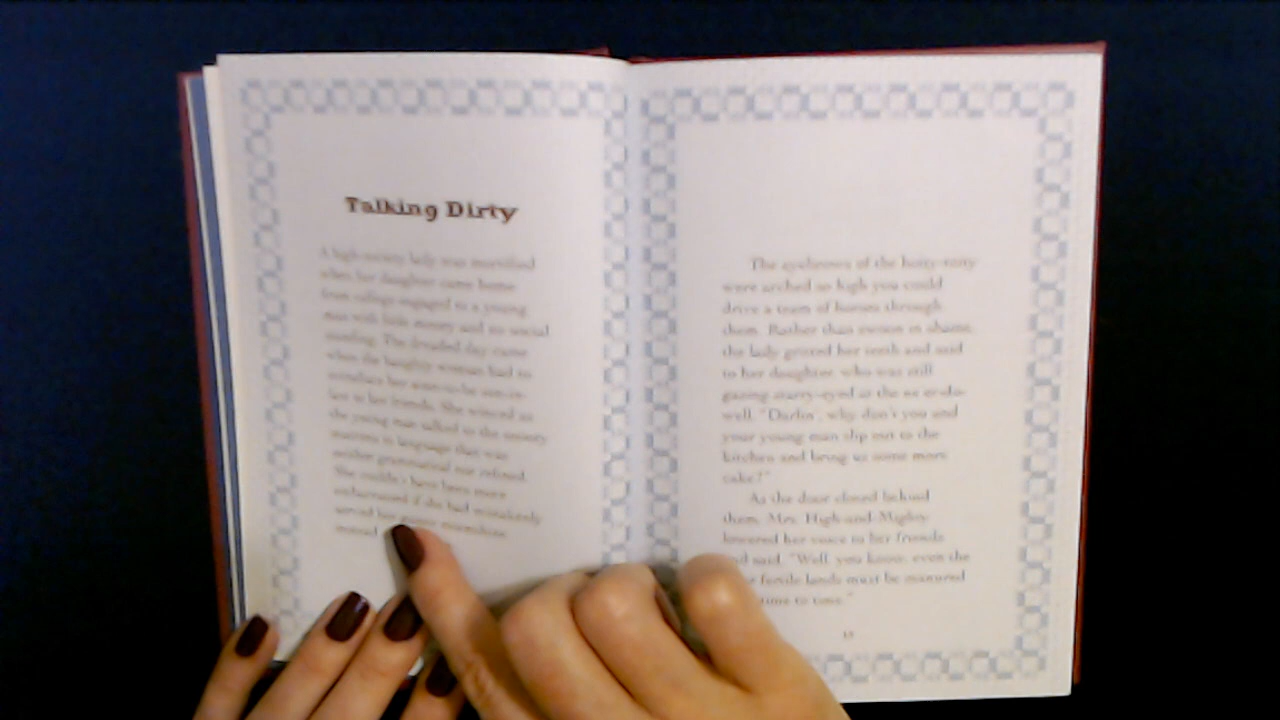 Talking Dirty
A high-society lady was mortified
when her daughter came home
from college engaged to a young
man with little money and no social
standing. The dreaded day came
when the haughty woman had to
introduce her soon-to-be son-in-
law to her friends. She winced as
the young man talked to the society
matrons in language that was
neither grammatical nor refined.
She couldn't have been more
embarrassed if she had mistakenly
served her
instead
The eyebrows of the hoity-toity
were arched so high you could
drive a team of horses through
them. Rather than swoon in shame,
the lady gritted her teeth and said
to her daughter who was still
gazing starry-eyed at the ne'er-do-
well, "Darlin', why don't you and
your young man slip out to the
kitchen and bring us some more
cake?"
As the door closed behind
them, Mrs. High-and-Mighty
lowered her voice to her friends
and said, "Well, you know, even the
fertile lands must be manured
time to time."
15